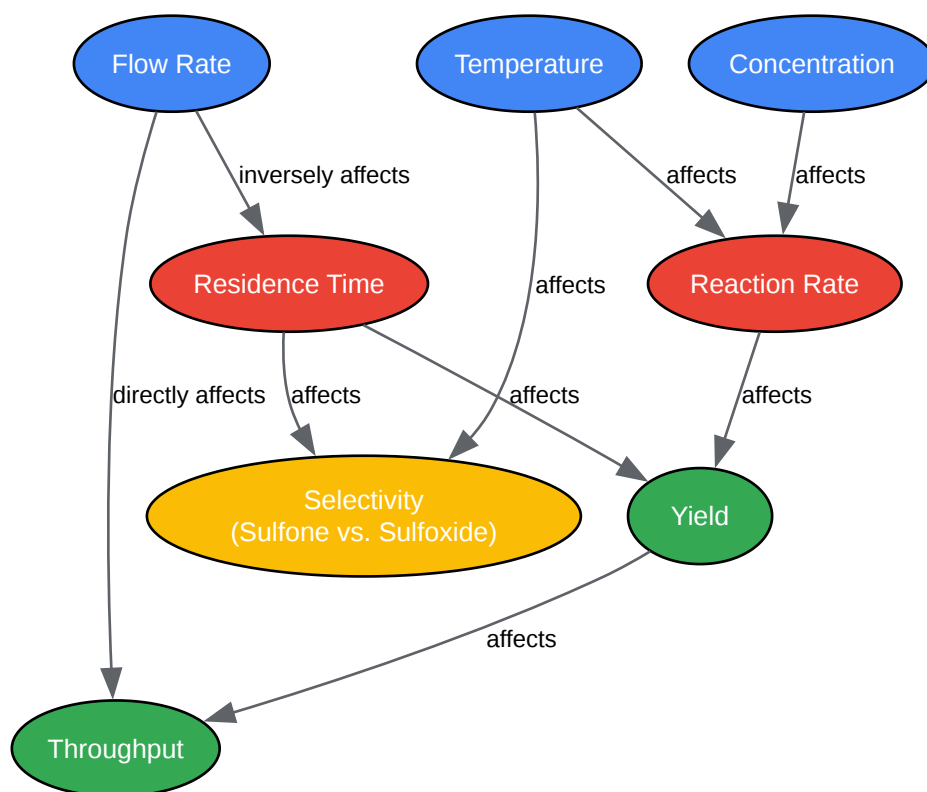 Flow Rate
Temperature
Concentration
inversely affects
affects
affects
Residence Time
affects
Reaction Rate
directly affects
affects
affects
affects
Selectivity
(Sulfone vs. Sulfoxide)
Yield
affects
Throughput